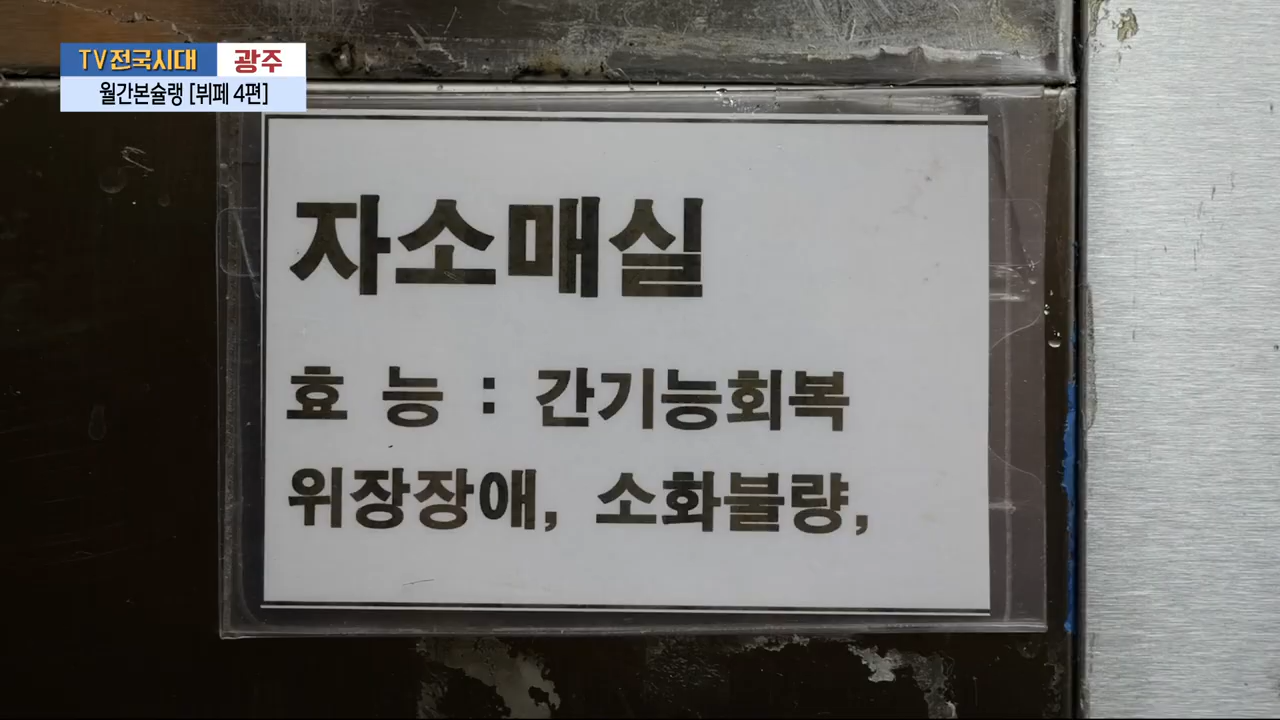 TV전국시대 광주
월간본슐랭 [뷔페 4편]
자소매실
효 능 : 간기능회복
위장장애, 소화불량,